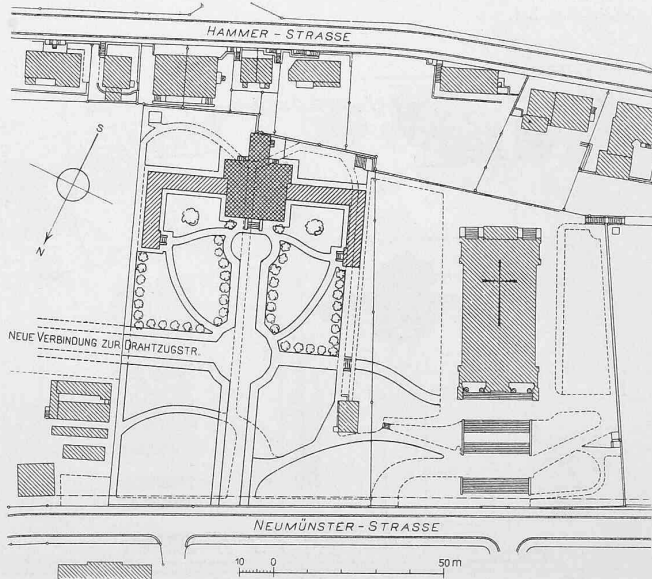 HAMMER - STRASSE
S
N
NEUE VERBINDUNG ZUR DRAHTZUGSTR.
NEUMÜNSTER - STRASSE
10 0 50 m